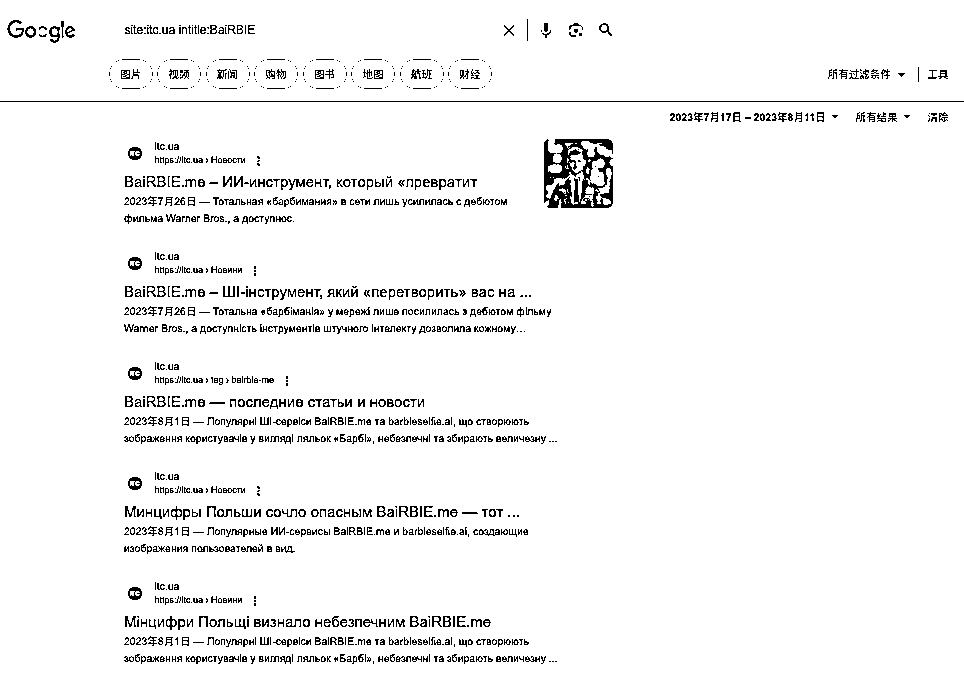 Google
site:itc.ua intitle:BaiRBIE
图片 视频 新闻 购物 图书 地图 航班 财经
所有过滤条件 工具
2023年7月17日 – 2023年8月11日 所有结果 清除
itc.ua
https://itc.ua › Новости
BaiRBIE.me – ИИ-инструмент, который «превратит
2023年7月26日 — Тотальная «барбимания» в сети лишь усилилась с дебютом
фильма Warner Bros., а доступнос.
itc.ua
https://itc.ua › Новини
BaiRBIE.me – ШІ-інструмент, який «перетворить» вас на ...
2023年7月26日 — Тотальна «барбіманія» у мережі лише посилилась з дебютом фільму
Warner Bros., а доступність інструментів штучного інтелекту дозволила кожному...
itc.ua
https://itc.ua › tag › bairbie-me
BaiRBIE.me — последние статьи и новости
2023年8月1日 — Популярні ШІ-сервіси BaiRBIE.me та barbieselfie.ai, що створюють
зображення користувачів у вигляді ляльок «Барбі», небезпечні та збирають величезну ...
itc.ua
https://itc.ua › Новости
Минцифры Польши сочло опасным BaiRBIE.me — тот ...
2023年8月1日 — Популярные ИИ-сервисы BaiRBIE.me и barbieselfie.ai, создающие
изображения пользователей в вид.
itc.ua
https://itc.ua › Новини
Мінцифри Польщі визнало небезпечним BaiRBIE.me
2023年8月1日 — Популярні ШІ-сервіси BaiRBIE.me та barbieselfie.ai, що створюють
зображення користувачів у вигляді ляльок «Барбі», небезпечні та збирають величезну ...